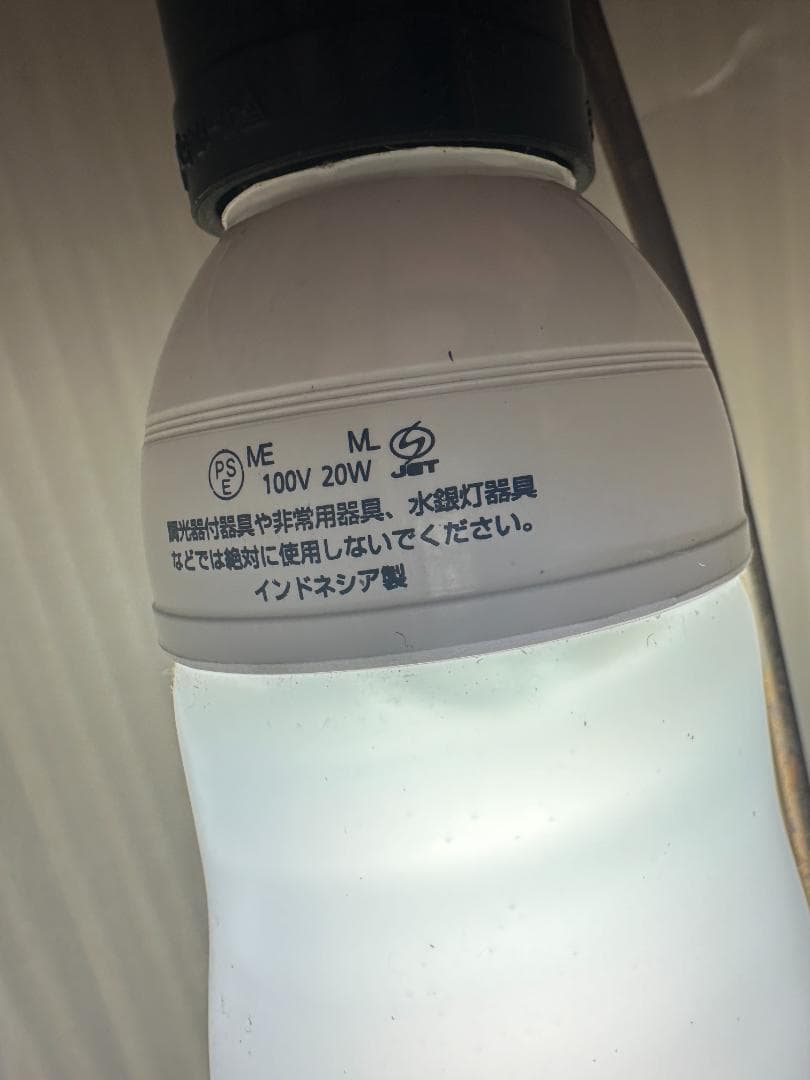 PS E ME ML JET
100V 20W
調光器付器具や非常用器具、水銀灯器具
などでは絶対に使用しないでください。
インドネシア製